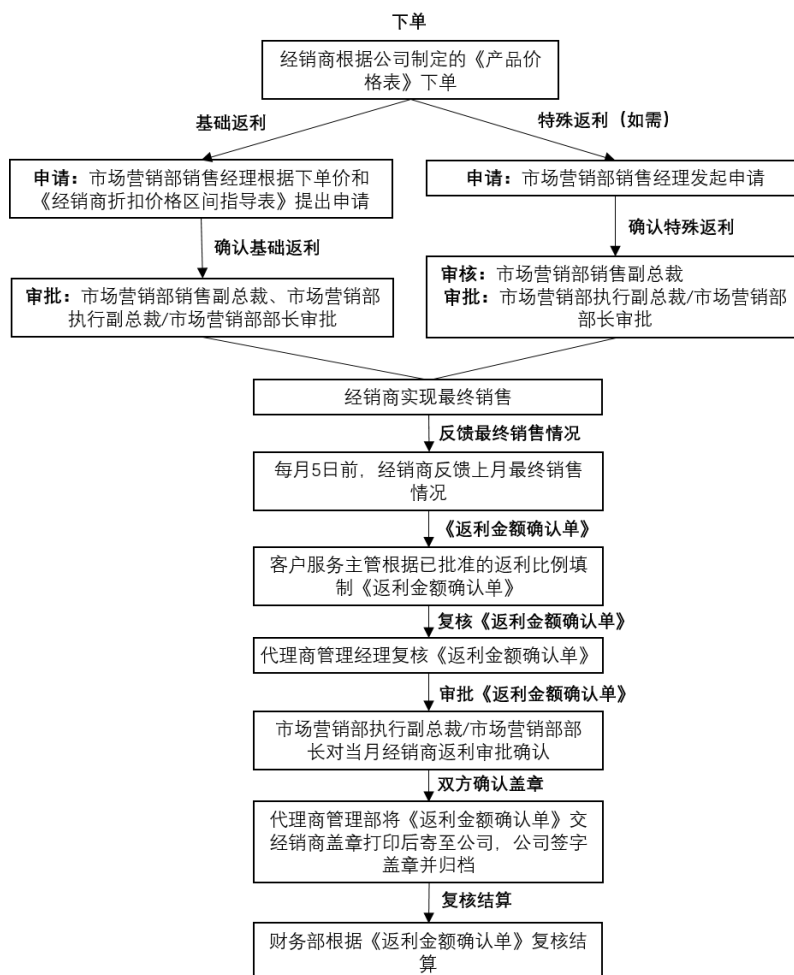 下单
经销商根据公司制定的《产品价
格表》下单
基础返利
特殊返利（如需）
申请：市场营销部销售经理根据下单价和
《经销商折扣价格区间指导表》提出申请
申请：市场营销部销售经理发起申请
确认基础返利
确认特殊返利
审批：市场营销部销售副总裁、市场营销部
执行副总裁/市场营销部部长审批
审核：市场营销部销售副总裁
审批：市场营销部执行副总裁/市场营销部
部长审批
经销商实现最终销售
反馈最终销售情况
每月5日前，经销商反馈上月最终销售
情况
《返利金额确认单》
客户服务主管根据已批准的返利比例填
制《返利金额确认单》
复核《返利金额确认单》
代理商管理经理复核《返利金额确认单》
审批《返利金额确认单》
市场营销部执行副总裁/市场营销部部
长对当月经销商返利审批确认
双方确认盖章
代理商管理部将《返利金额确认单》交
经销商盖章打印后寄至公司，公司签字
盖章并归档
复核结算
财务部根据《返利金额确认单》复核结
算